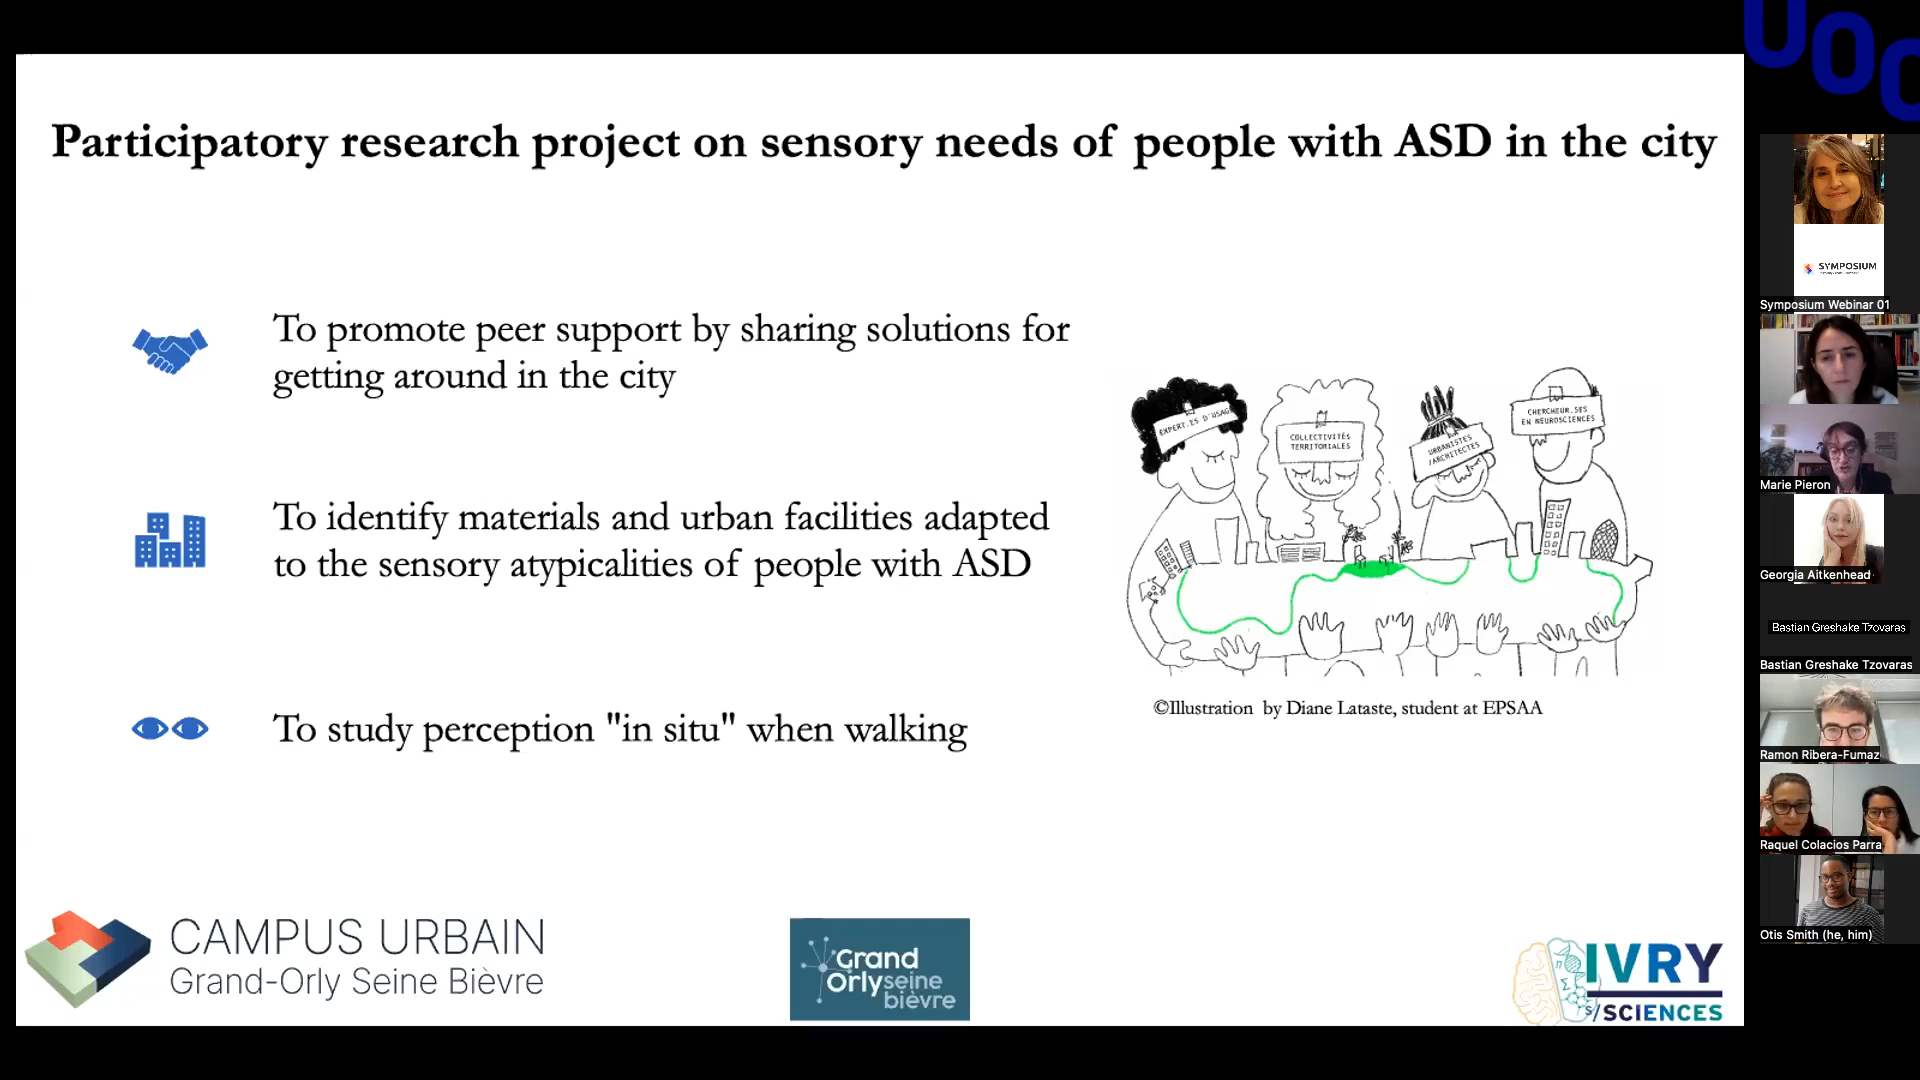 UOC
Participatory research project on sensory needs of people with ASD in the city
To promote peer support by sharing solutions for
getting around in the city
To identify materials and urban facilities adapted
to the sensory atypicalities of people with ASD
To study perception "in situ" when walking
EXPERT.ES D'USAG
COLLECTIVITÉS
TERRITORIALES
URBANISTES
/ARCHITECTES
CHERCHEUR.SES
EN NEUROSCIENCES
©Illustration by Diane Lataste, student at EPSAA
CAMPUS URBAIN
Grand-Orly Seine Bièvre
Grand
Orly seine
bièvre
IVRY
s/SCIENCES
SYMPOSIUM
Symposium Webinar 01
Marie Pieron
Georgia Aitkenhead
Bastian Greshake Tzovaras
Bastian Greshake Tzovaras
Ramon Ribera-Fumaz
Raquel Colacios Parra
Otis Smith (he, him)